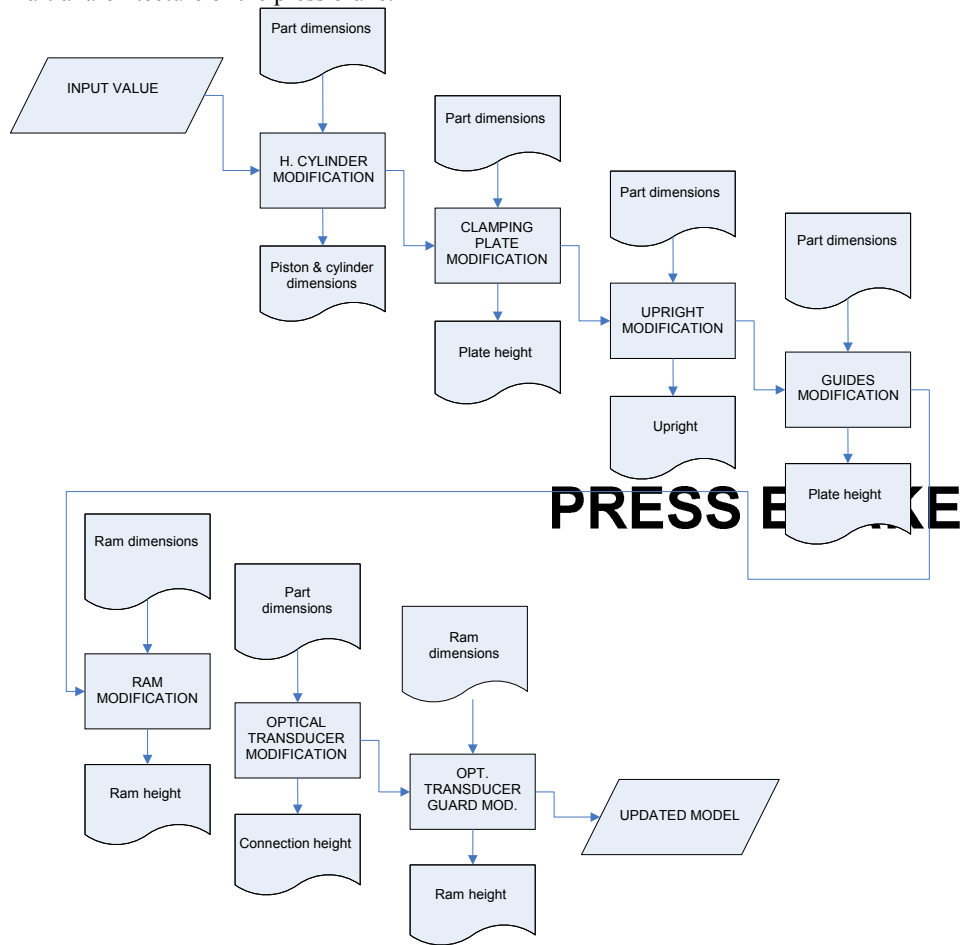 Part dimensions
INPUT VALUE
Part dimensions
H. CYLINDER
MODIFICATION
Part dimensions
CLAMPING
PLATE
MODIFICATION
Part dimensions
Piston & cylinder
dimensions
UPRIGHT
MODIFICATION
Plate height
GUIDES
MODIFICATION
Upright
Plate height
PRESS
Ram dimensions
Part
dimensions
Ram
dimensions
RAM
MODIFICATION
OPTICAL
TRANSDUCER
MODIFICATION
OPT.
TRANSDUCER
GUARD MOD.
Ram height
UPDATED MODEL
Connection height
Ram height